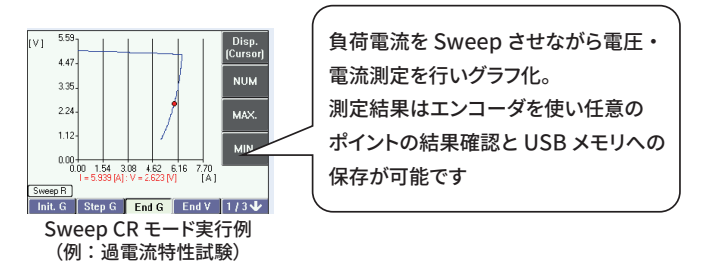 [V]
5.59
4.47
3.35
2.24
1.12
0.00
0.00 1.54 3.08 4.62 6.16 7.70
I = 5.939 [A] : V = 2.623 [V]
[A]
Sweep R
Disp.
(Cursor)
NUM
MAX.
MIN
Init. G Step G End G End V 1 / 3
Sweep CR モード実行例
(例:過電流特性試験)
負荷電流を Sweep させながら電圧・
電流測定を行いグラフ化。
測定結果はエンコーダを使い任意の
ポイントの結果確認と USB メモリへの
保存が可能です